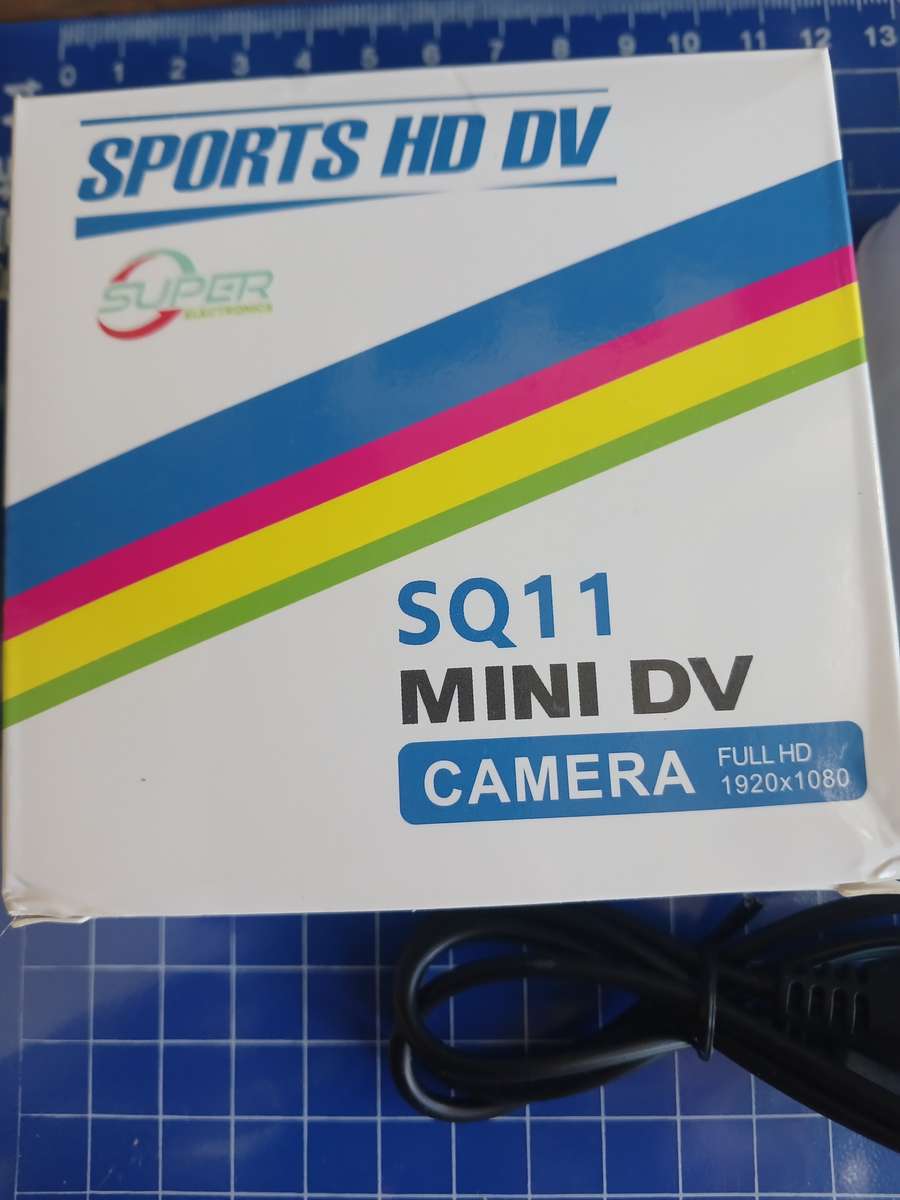 0 1 2 3 4 5 6 7 8 9 10 11 12 13
SPORTS HD DV
SUPER
ELECTRONICS
SQ11
MINI DV
CAMERA
FULL HD
1920x1080